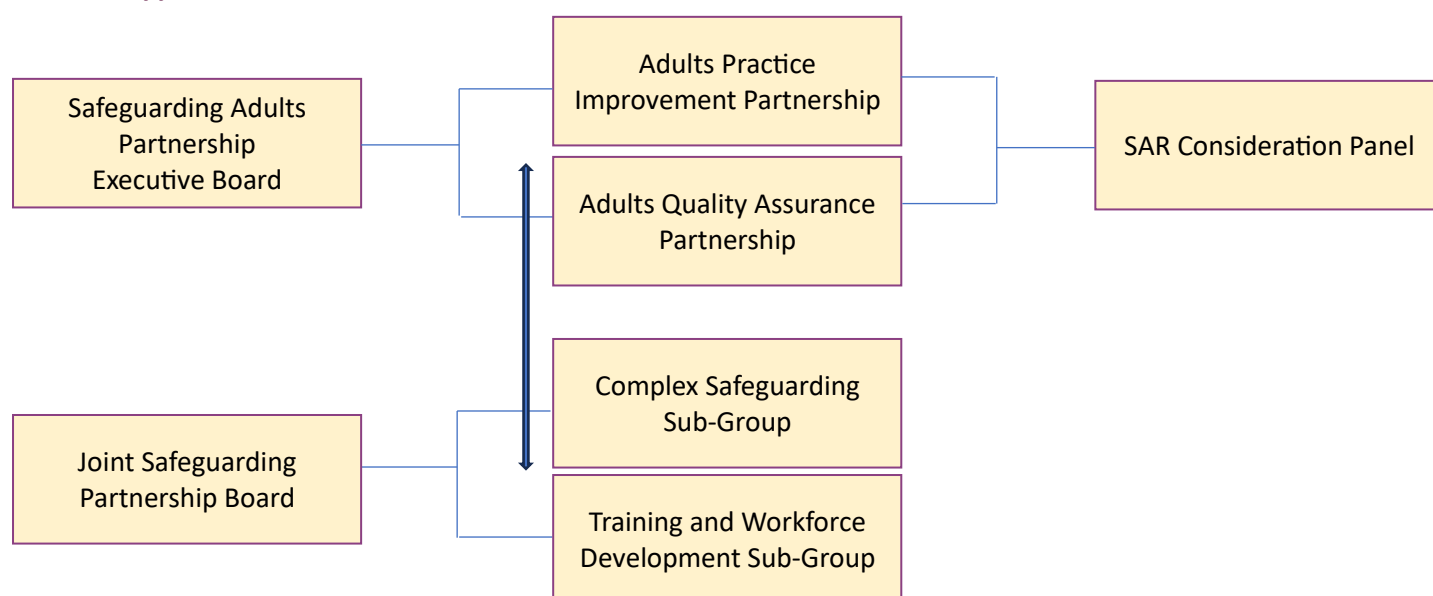 Safeguarding Adults
Partnership
Executive Board
Adults Practice
Improvement Partnership
Adults Quality Assurance
Partnership
SAR Consideration Panel
Joint Safeguarding
Partnership Board
Complex Safeguarding
Sub-Group
Training and Workforce
Development Sub-Group